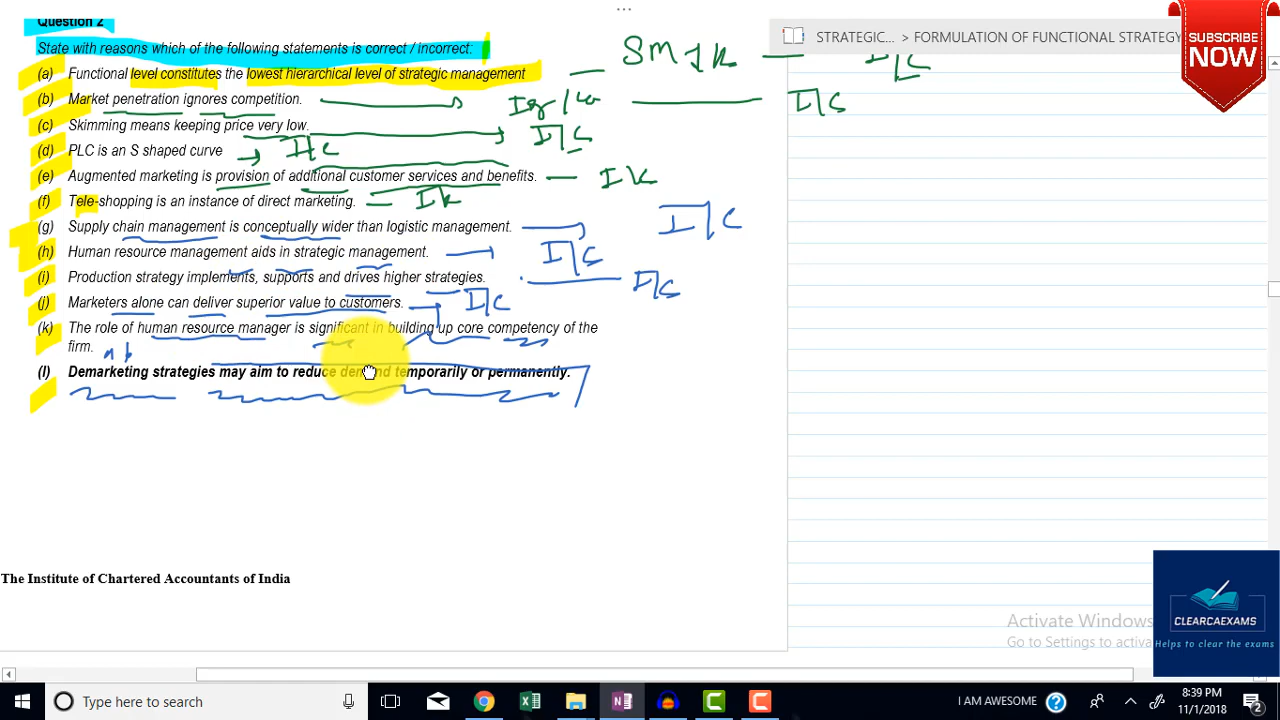 Question 2
State with reasons which of the following statements is correct / Incorrect:
(a) Functional level constitutes the lowest hierarchical level of strategic management
(b) Market penetration ignores competition.
(c) Skimming means keeping price very low.
(d) PLC is an S shaped curve
(e) Augmented marketing is provision of additional customer services and benefits.
(f) Tele-shopping is an instance of direct marketing.
(g) Supply chain management is conceptually wider than logistic management.
(h) Human resource management aids in strategic management.
(i) Production strategy implements, supports and drives higher strategies.
(j) Marketers alone can deliver superior value to customers.
(k) The role of human resource manager is significant in building up core competency of the
firm.
(l) Demarketing strategies may aim to reduce demand temporarily or permanently.
The Institute of Chartered Accountants of India
STRATEGIC... > FORMULATION OF FUNCTIONAL STRATEGY
SUBSCRIBE
NOW
I/C
I/C
I/C
I/C
I/C
I/C
I/C
Activate Windows
Go to Settings to activa
CLEARCAEXAMS
Helps to clear the exams
Type here to search
I AM AWESOME
8:39 PM
11/1/2018
2